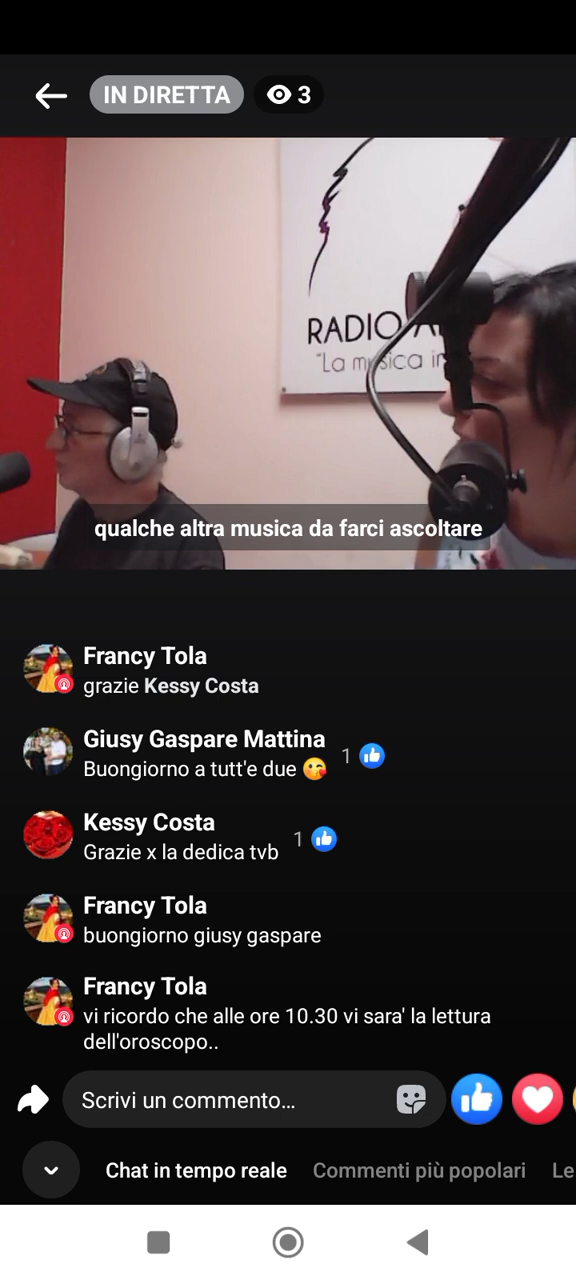 IN DIRETTA 3
RADIO
"La musica in
qualche altra musica da farci ascoltare
Francy Tola
grazie Kessy Costa
Giusy Gaspare Mattina
Buongiorno a tutt'e due 😘
1
Kessy Costa
Grazie x la dedica tvb
1
Francy Tola
buongiorno giusy gaspare
Francy Tola
vi ricordo che alle ore 10.30 vi sara' la lettura
dell'oroscopo..
Scrivi un commento...
Chat in tempo reale Commenti più popolari Le